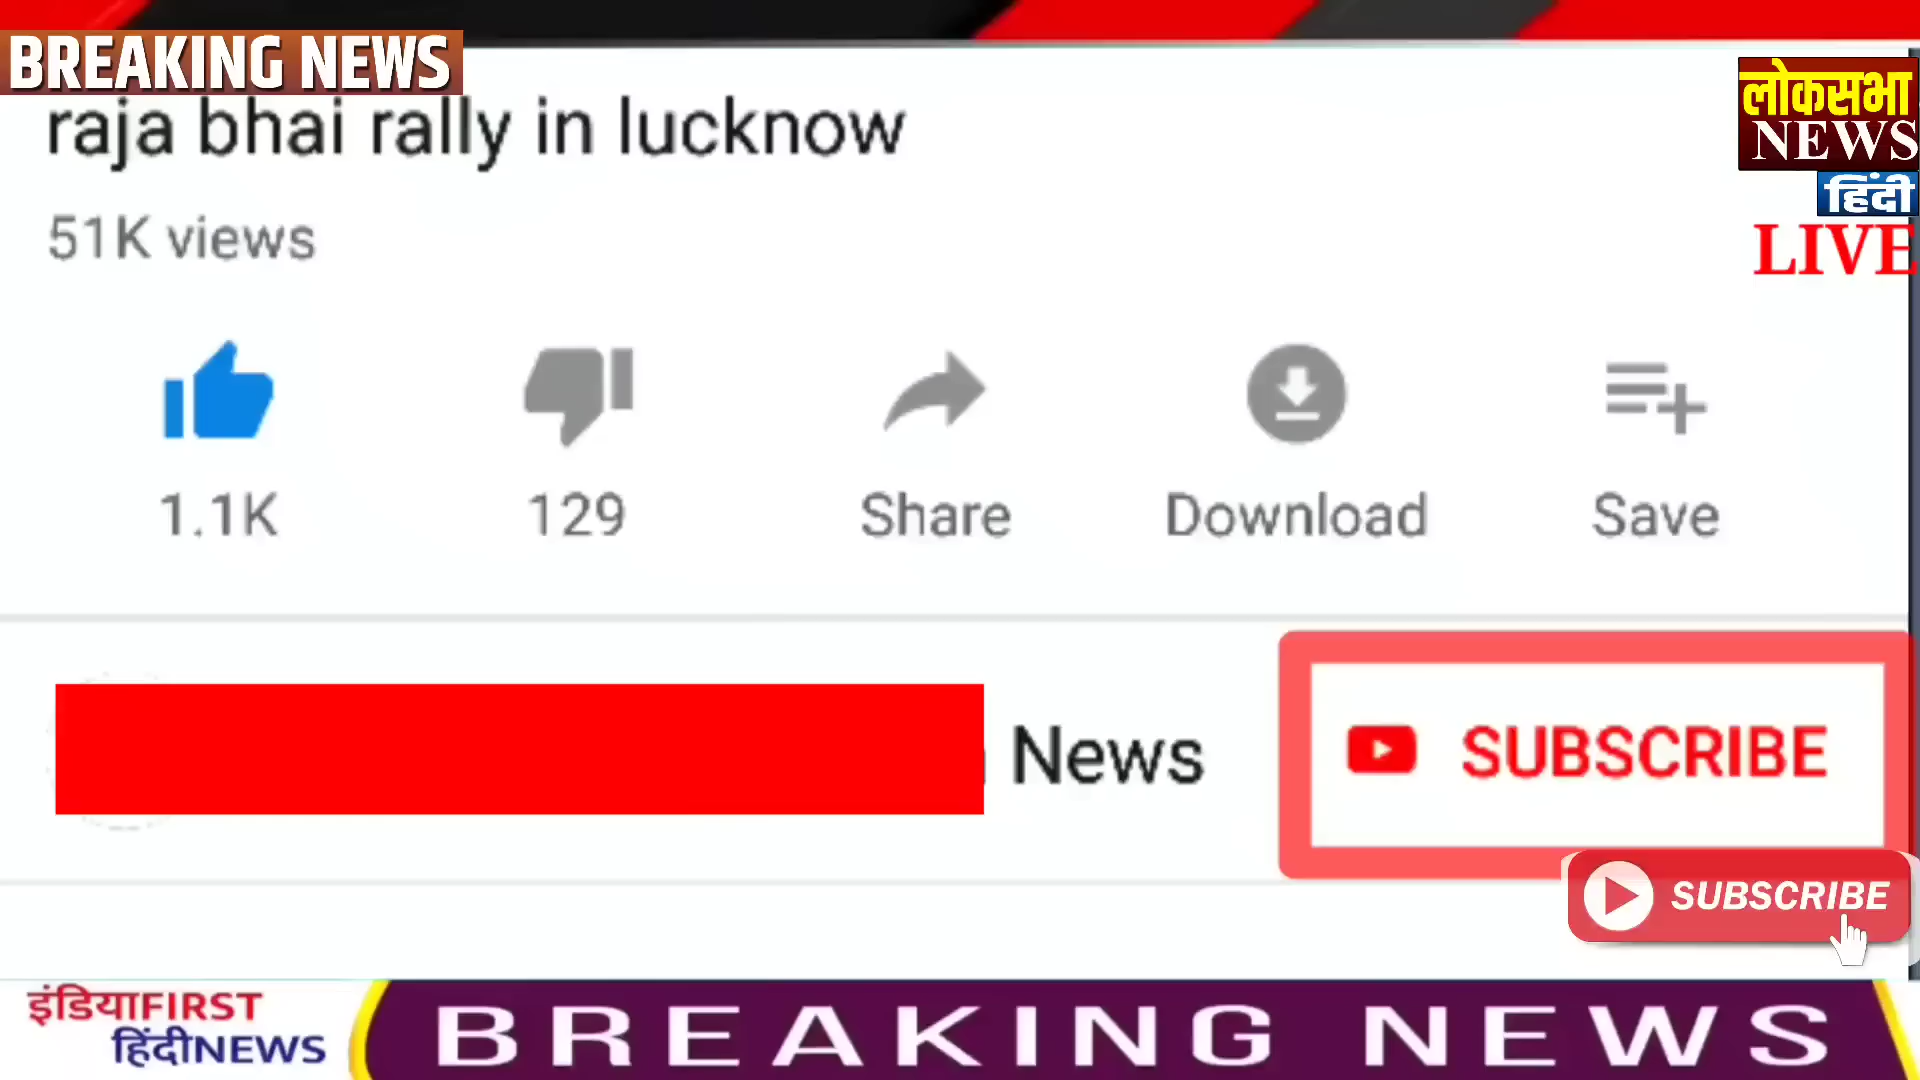 BREAKING NEWS
raja bhai rally in lucknow
51K views
लोकसभा
NEWS
हिंदी
LIVE
1.1K 129 Share Download Save
News SUBSCRIBE
SUBSCRIBE
इंडियाFIRST
हिंदीNEWS
BREAKING NEWS